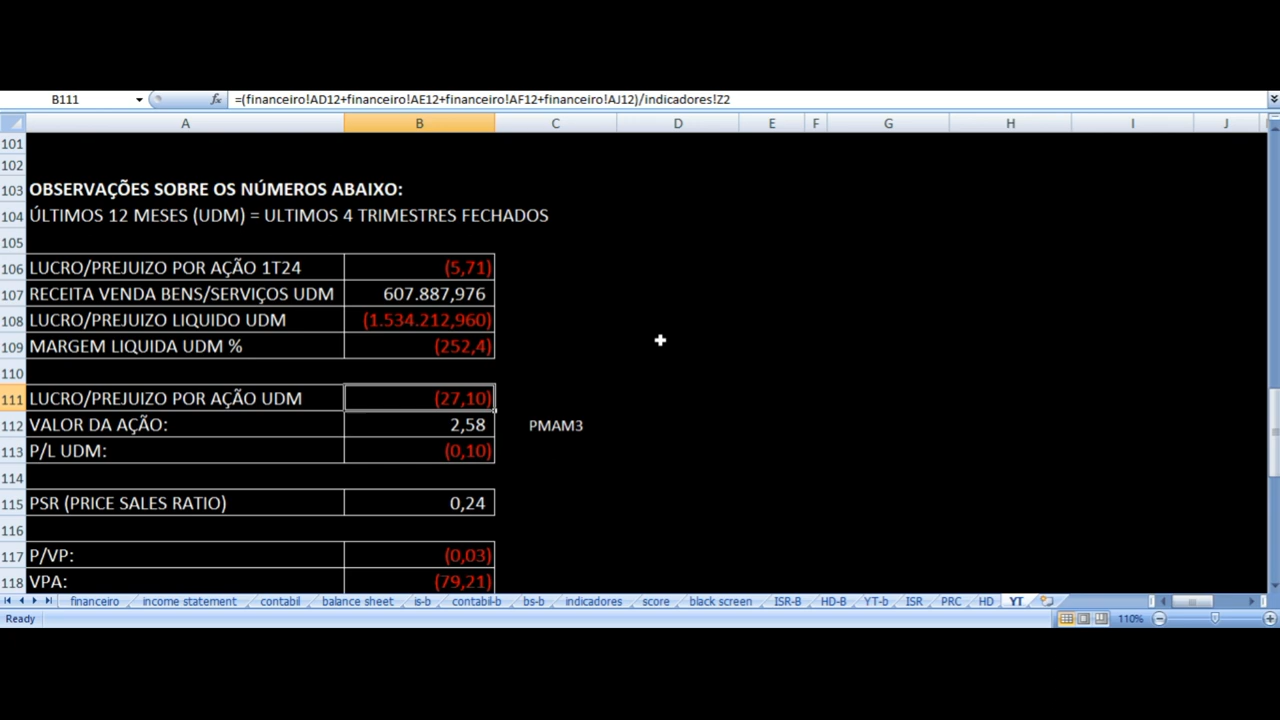 B111 fx =(financeiro!AD12+financeiro!AE12+financeiro!AF12+financeiro!AJ12)/indicadores!Z2
A B C D E F G H I J
101
102
103 OBSERVAÇÕES SOBRE OS NÚMEROS ABAIXO:
104 ÚLTIMOS 12 MESES (UDM) = ULTIMOS 4 TRIMESTRES FECHADOS
105
106 LUCRO/PREJUIZO POR AÇÃO 1T24 (5,71)
107 RECEITA VENDA BENS/SERVIÇOS UDM 607.887,976
108 LUCRO/PREJUIZO LIQUIDO UDM (1.534.212,960)
109 MARGEM LIQUIDA UDM % (252,4)
110
111 LUCRO/PREJUIZO POR AÇÃO UDM (27,10)
112 VALOR DA AÇÃO: 2,58 PMAM3
113 P/L UDM: (0,10)
114
115 PSR (PRICE SALES RATIO) 0,24
116
117 P/VP: (0,03)
118 VPA: (79,21)
financeiro income statement contabil balance sheet is-b contabil-b bs-b indicadores score black screen ISR-B HD-B YT-b ISR PRC HD YT
Ready 110%